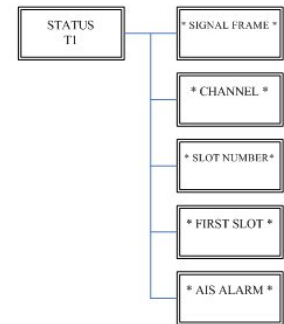 STATUS
T1
* SIGNAL FRAME *
* CHANNEL *
* SLOT NUMBER*
* FIRST SLOT *
* AIS ALARM *